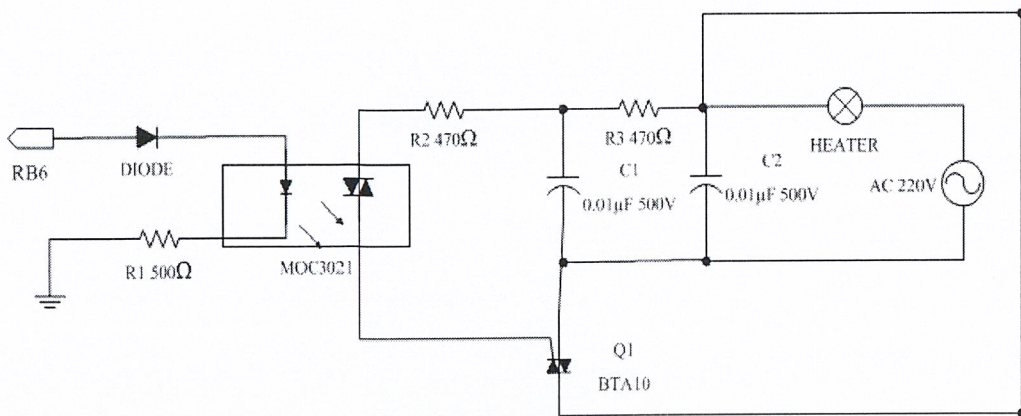 RB6
DIODE
R1 500Ω
MOC3021
R2 470Ω
R3 470Ω
C1
0.01µF 500V
C2
0.01µF 500V
HEATER
AC 220V
Q1
BTA10